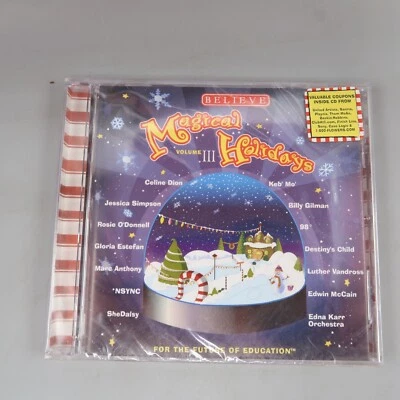 BELIEVE
Magical
VOLUME III
Holidays
VALUABLE COUPONS
INSIDE CD FROM
Celine Dion
Keb' Mo'
Jessica Simpson
Billy Gilman
Rosie O'Donnell
98°
Gloria Estefan
Destiny's Child
Marc Anthony
Luther Vandross
*NSYNC
Edwin McCain
SheDaisy
Edna Karr
Orchestra
FOR THE FUTURE OF EDUCATION™